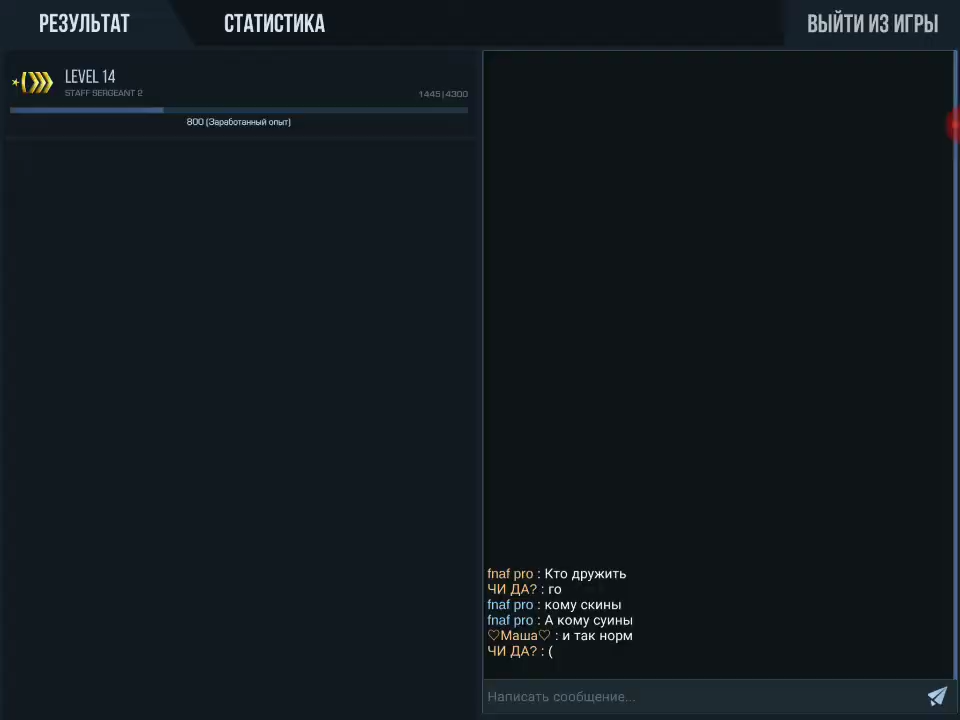 РЕЗУЛЬТАТ
СТАТИСТИКА
ВЫЙТИ ИЗ ИГРЫ
LEVEL 14
STAFF SERGEANT 2
1445|4300
800 (Заработанный опыт)
fnaf pro : Кто дружить
ЧИ ДА? : го
fnaf pro : кому скины
fnaf pro : А кому суины
♡Маша♡ : и так норм
ЧИ ДА? : (
Написать сообщение...